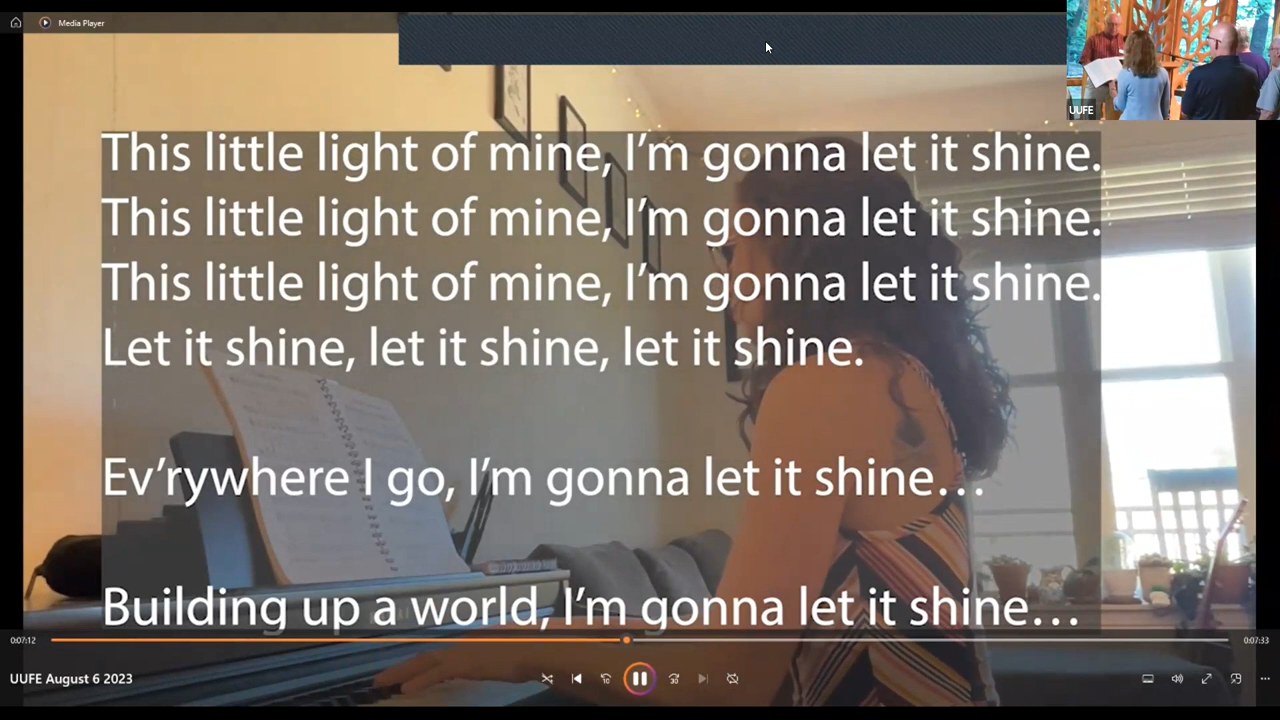 Media Player
UUFE
This little light of mine, I'm gonna let it shine.
This little light of mine, I'm gonna let it shine.
This little light of mine, I'm gonna let it shine.
Let it shine, let it shine, let it shine.
Ev'rywhere I go, I'm gonna let it shine…
Building up a world, I'm gonna let it shine…
0:07:12
0:07:33
UUFE August 6 2023
10
30